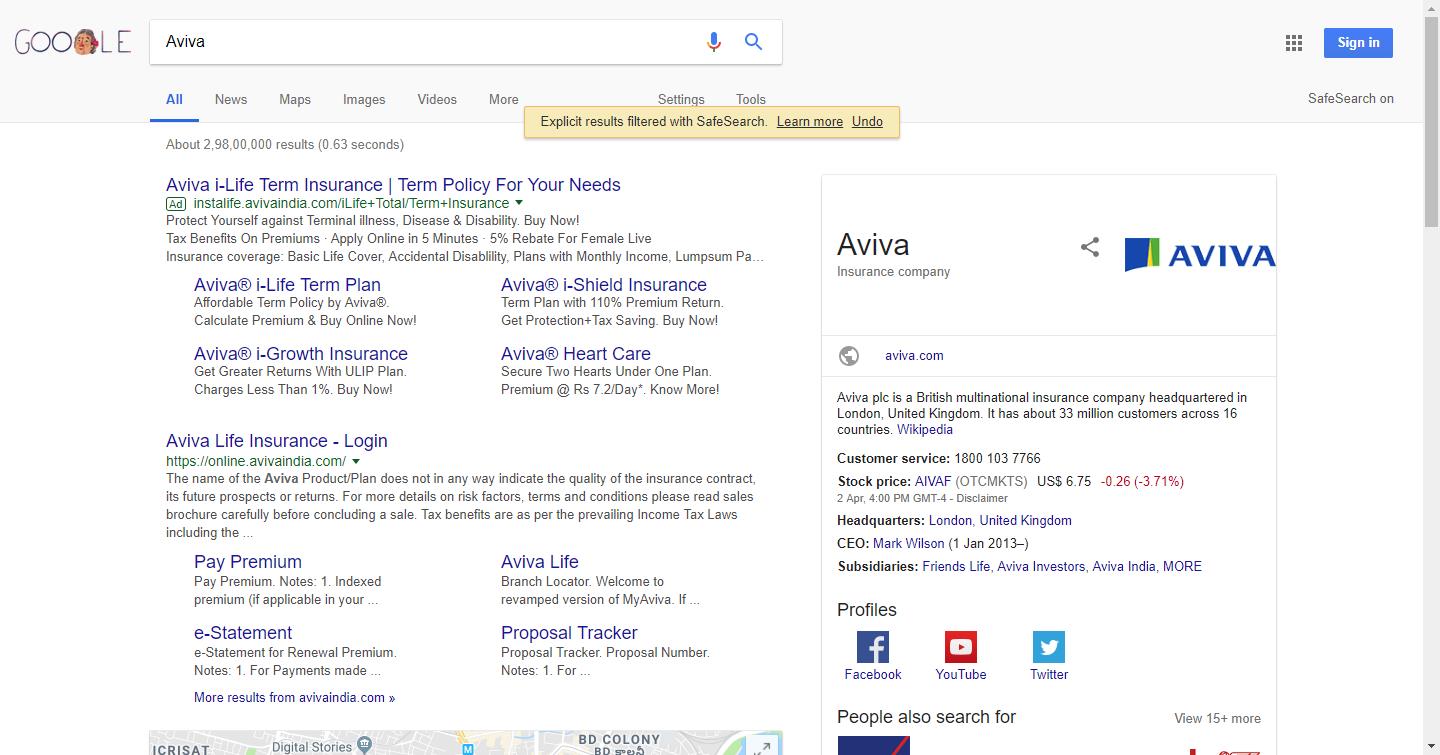 GOOGLE
Aviva
Sign in
All News Maps Images Videos More Settings Tools
SafeSearch on
Explicit results filtered with SafeSearch. Learn more Undo
About 2,98,00,000 results (0.63 seconds)
Aviva i-Life Term Insurance | Term Policy For Your Needs
Ad instalife.avivaindia.com/iLife+Total/Term+Insurance
Protect Yourself against Terminal illness, Disease & Disability. Buy Now!
Tax Benefits On Premiums · Apply Online in 5 Minutes · 5% Rebate For Female Live
Insurance coverage: Basic Life Cover, Accidental Disablility, Plans with Monthly Income, Lumpsum Pa…
Aviva® i-Life Term Plan
Affordable Term Policy by Aviva®.
Calculate Premium & Buy Online Now!
Aviva® i-Shield Insurance
Term Plan with 110% Premium Return.
Get Protection+Tax Saving. Buy Now!
Aviva® i-Growth Insurance
Get Greater Returns With ULIP Plan.
Charges Less Than 1%. Buy Now!
Aviva® Heart Care
Secure Two Hearts Under One Plan.
Premium @ Rs 7.2/Day*. Know More!
Aviva Life Insurance - Login
https://online.avivaindia.com/
The name of the Aviva Product/Plan does not in any way indicate the quality of the insurance contract,
its future prospects or returns. For more details on risk factors, terms and conditions please read sales
brochure carefully before concluding a sale. Tax benefits are as per the prevailing Income Tax Laws
including the ...
Pay Premium
Pay Premium. Notes: 1. Indexed
premium (if applicable in your ...
Aviva Life
Branch Locator. Welcome to
revamped version of MyAviva. If ...
e-Statement
e-Statement for Renewal Premium.
Notes: 1. For Payments made ...
Proposal Tracker
Proposal Tracker. Proposal Number.
Notes: 1. For ...
More results from avivaindia.com »
ICRISAT
Digital Stories
M
BD COLONY
Aviva
Insurance company
AVIVA
aviva.com
Aviva plc is a British multinational insurance company headquartered in
London, United Kingdom. It has about 33 million customers across 16
countries. Wikipedia
Customer service: 1800 103 7766
Stock price: AIVAF (OTCMKTS) US$ 6.75 -0.26 (-3.71%)
2 Apr, 4:00 PM GMT-4 - Disclaimer
Headquarters: London, United Kingdom
CEO: Mark Wilson (1 Jan 2013–)
Subsidiaries: Friends Life, Aviva Investors, Aviva India, MORE
Profiles
Facebook YouTube Twitter
People also search for
View 15+ more